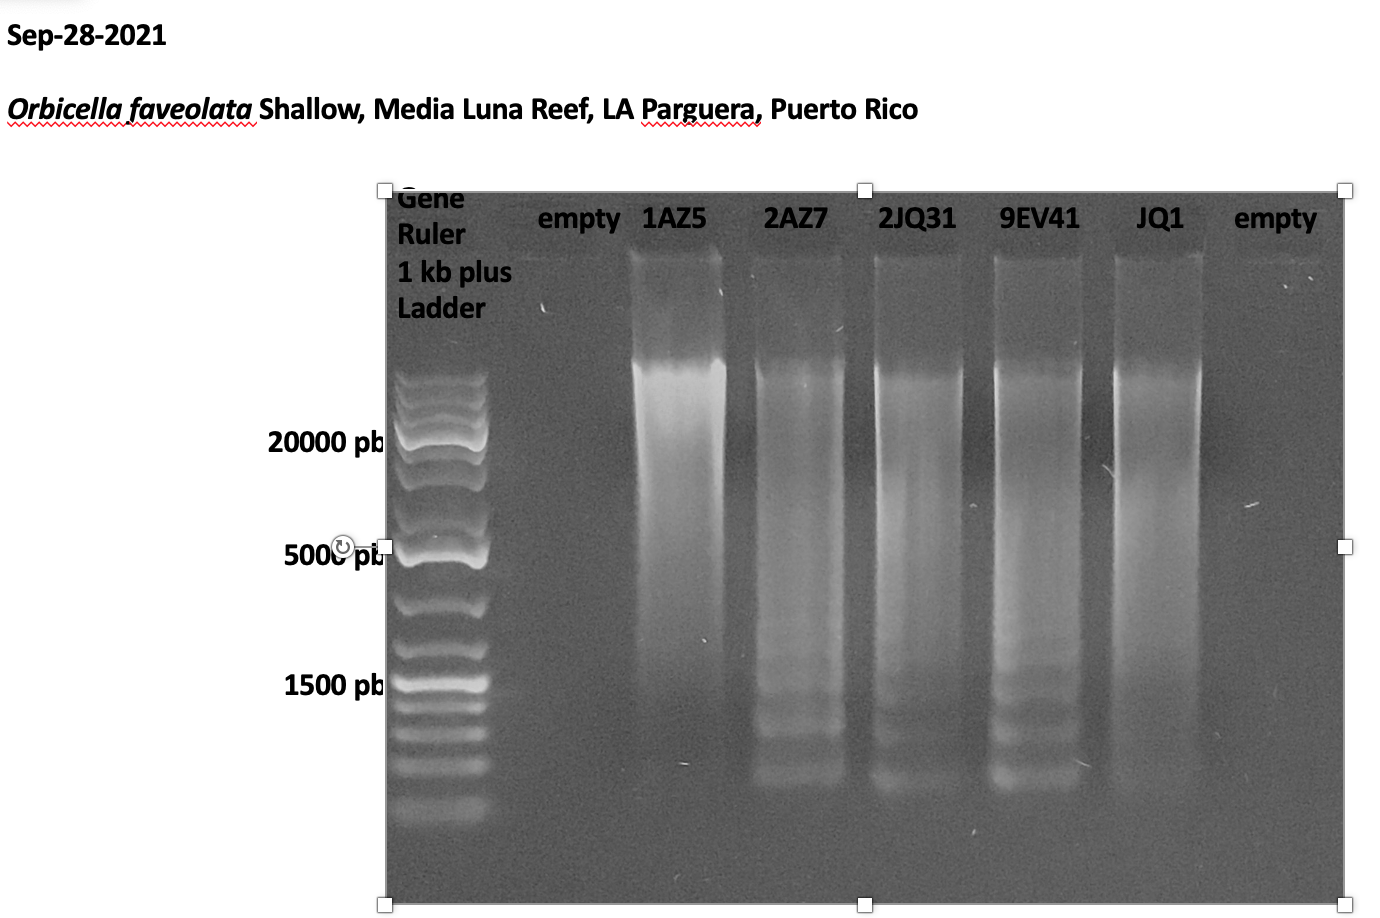 Sep-28-2021
Orbicella faveolata Shallow, Media Luna Reef, LA Parguera, Puerto Rico
Gene
Ruler
1 kb plus
Ladder
empty 1AZ5 2AZ7 2JQ31 9EV41 JQ1 empty
20000 pb
5000 pb
1500 pb